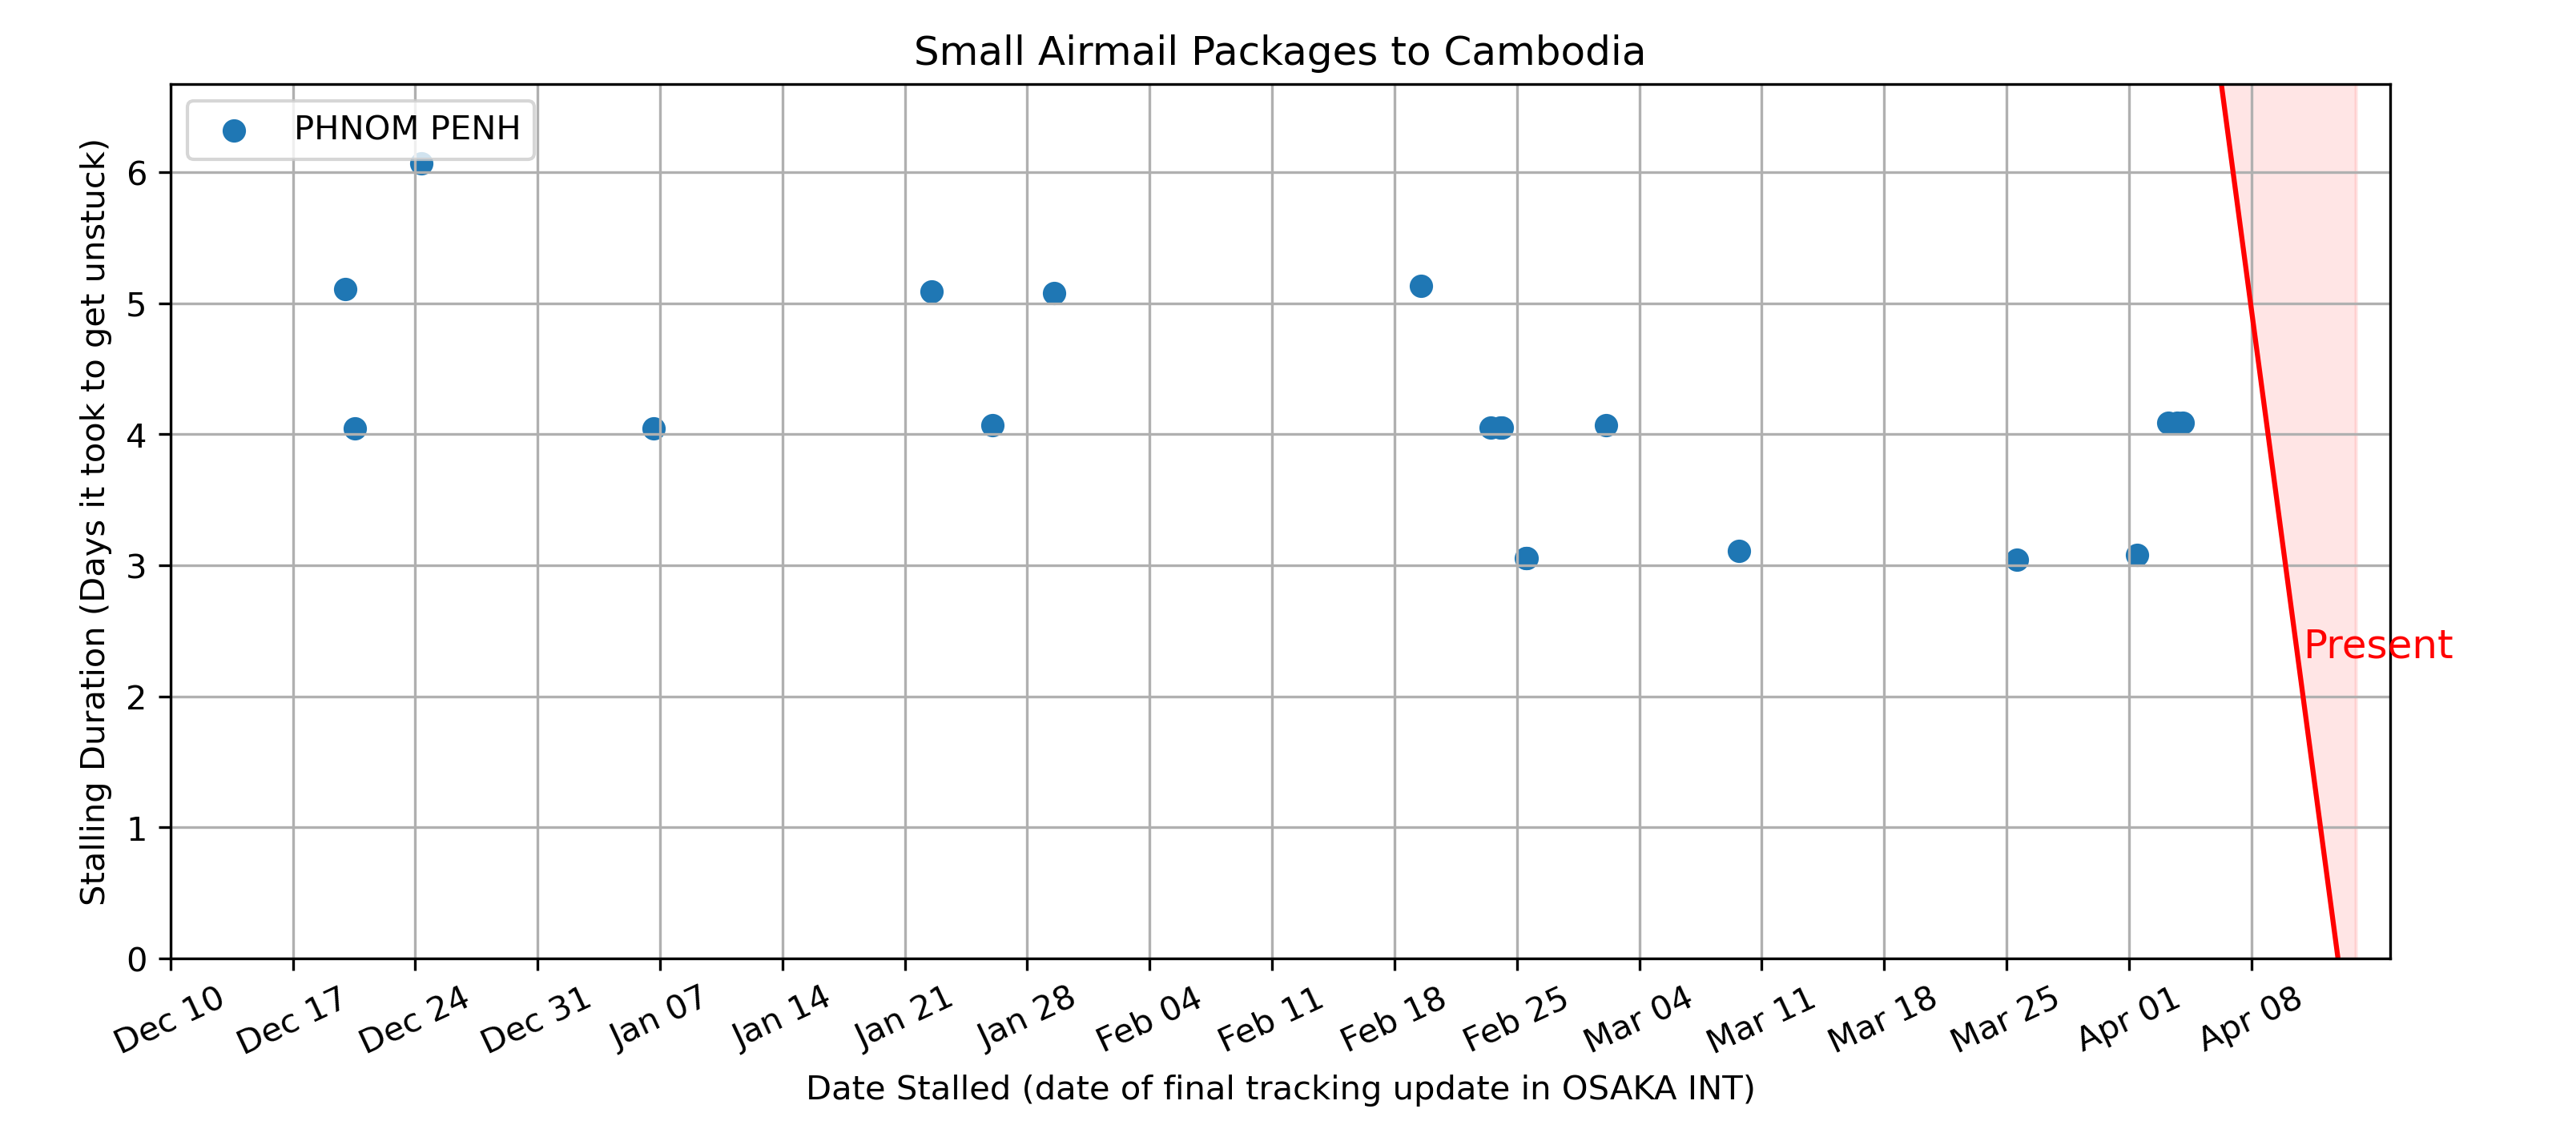 Small Airmail Packages to Cambodia
PHNOM PENH
Stalling Duration (Days it took to get unstuck)
6
5
4
3
2
1
0
Present
Dec 10
Dec 17
Dec 24
Dec 31
Jan 07
Jan 14
Jan 21
Jan 28
Feb 04
Feb 11
Feb 18
Feb 25
Mar 04
Mar 11
Mar 18
Mar 25
Apr 01
Apr 08
Date Stalled (date of final tracking update in OSAKA INT)